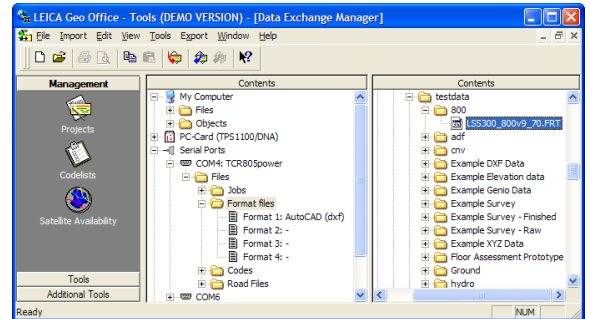 LEICA Geo Office - Tools (DEMO VERSION) - [Data Exchange Manager]
File Import Edit View Tools Export Window Help
Management
Projects
Codelists
Satellite Availability
Tools
Additional Tools
Contents
My Computer
Files
Objects
PC-Card (TPS1100/DNA)
Serial Ports
COM4: TCR805power
Files
Jobs
Format files
Format 1: AutoCAD (dxf)
Format 2: -
Format 3: -
Format 4: -
Codes
Road Files
COM6
Contents
testdata
800
LSS300_800v9_70.FRT
adf
cnv
Example DXF Data
Example Elevation data
Example Genio Data
Example Survey
Example Survey - Finished
Example Survey - Raw
Example XYZ Data
Floor Assessment Prototype
Ground
hydro
Ready
NUM